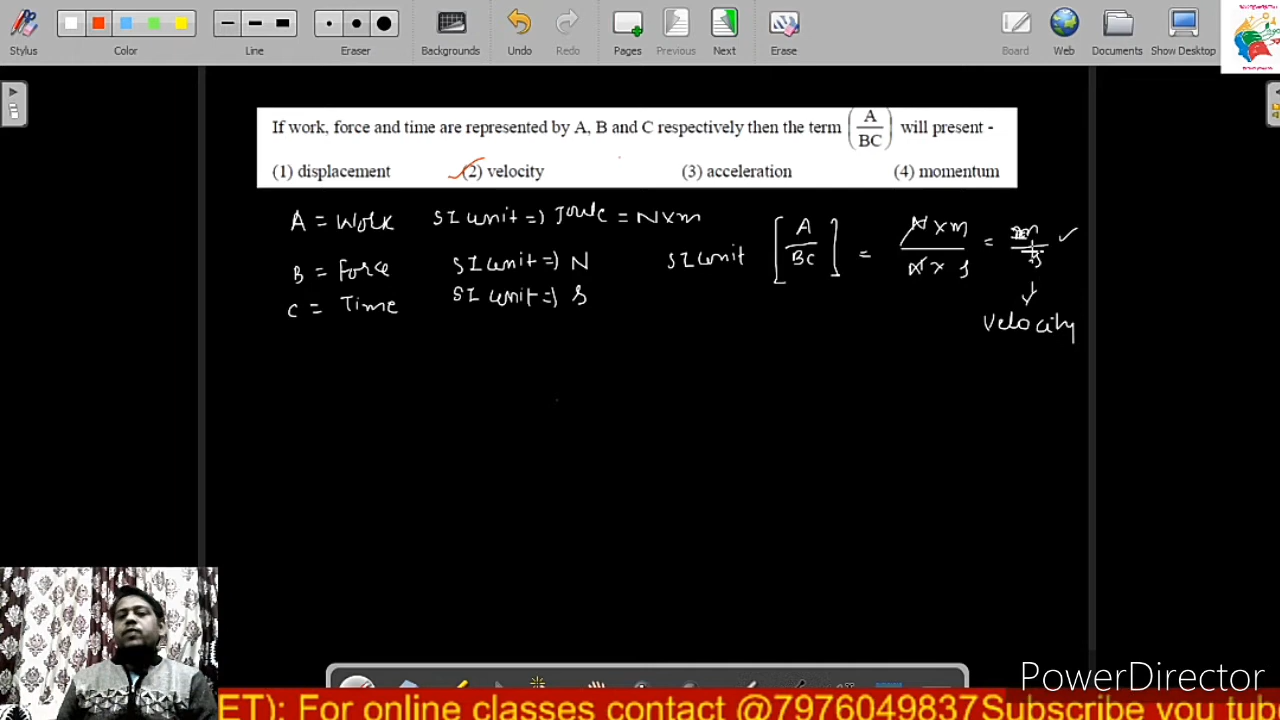 Stylus Color Line Eraser Backgrounds Undo Redo Pages Previous Next Erase Board Web Documents Show Desktop
If work, force and time are represented by A, B and C respectively then the term (A/BC) will present -
(1) displacement (2) velocity (3) acceleration (4) momentum
A = Work SI unit => Joule = N x m
B = Force SI unit => N
C = Time SI unit => s
SI unit [A/BC] = N x m / N x s = m/s
velocity
PowerDirector
ET): For online classes contact @7976049837Subscribe you tub